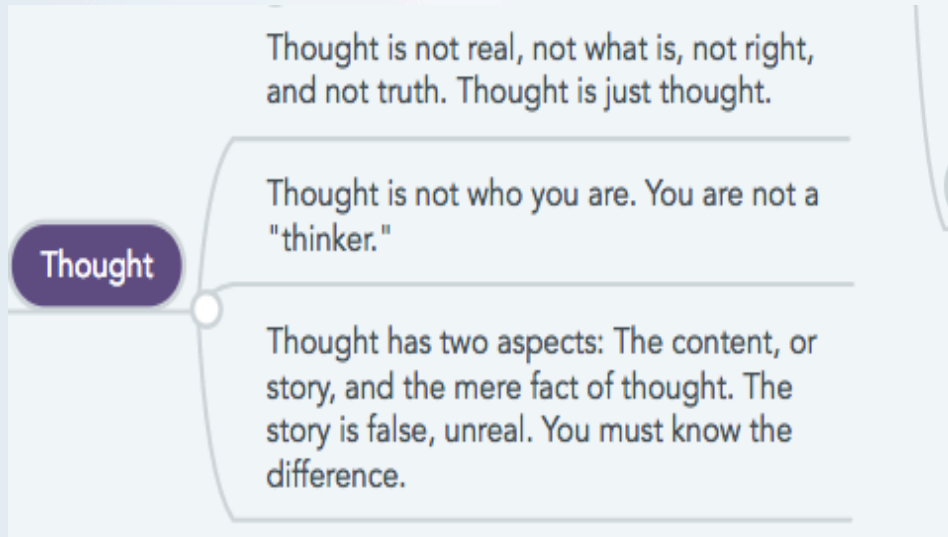 Thought is not real, not what is, not right,
and not truth. Thought is just thought.
Thought is not who you are. You are not a
"thinker."
Thought
Thought has two aspects: The content, or
story, and the mere fact of thought. The
story is false, unreal. You must know the
difference.